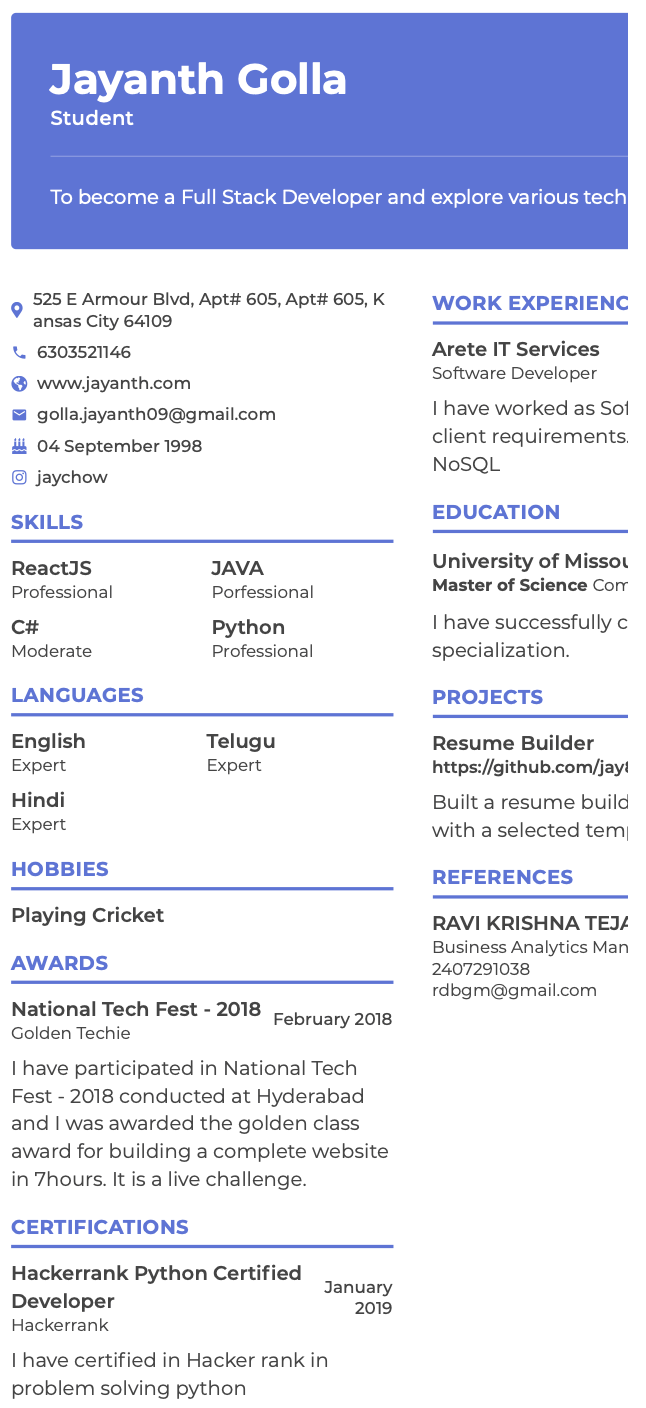 Jayanth Golla
Student
To become a Full Stack Developer and explore various tech
525 E Armour Blvd, Apt# 605, Apt# 605, K
ansas City 64109
6303521146
www.jayanth.com
golla.jayanth09@gmail.com
04 September 1998
jaychow
SKILLS
ReactJS JAVA
Professional Porfessional
C# Python
Moderate Professional
LANGUAGES
English Telugu
Expert Expert
Hindi
Expert
HOBBIES
Playing Cricket
AWARDS
National Tech Fest - 2018 February 2018
Golden Techie
I have participated in National Tech
Fest - 2018 conducted at Hyderabad
and I was awarded the golden class
award for building a complete website
in 7hours. It is a live challenge.
CERTIFICATIONS
Hackerrank Python Certified January
Developer 2019
Hackerrank
I have certified in Hacker rank in
problem solving python
WORK EXPERIENC
Arete IT Services
Software Developer
I have worked as Sof
client requirements.
NoSQL
EDUCATION
University of Missou
Master of Science Com
I have successfully c
specialization.
PROJECTS
Resume Builder
https://github.com/jay8
Built a resume build
with a selected temp
REFERENCES
RAVI KRISHNA TEJA
Business Analytics Man
2407291038
rdbgm@gmail.com